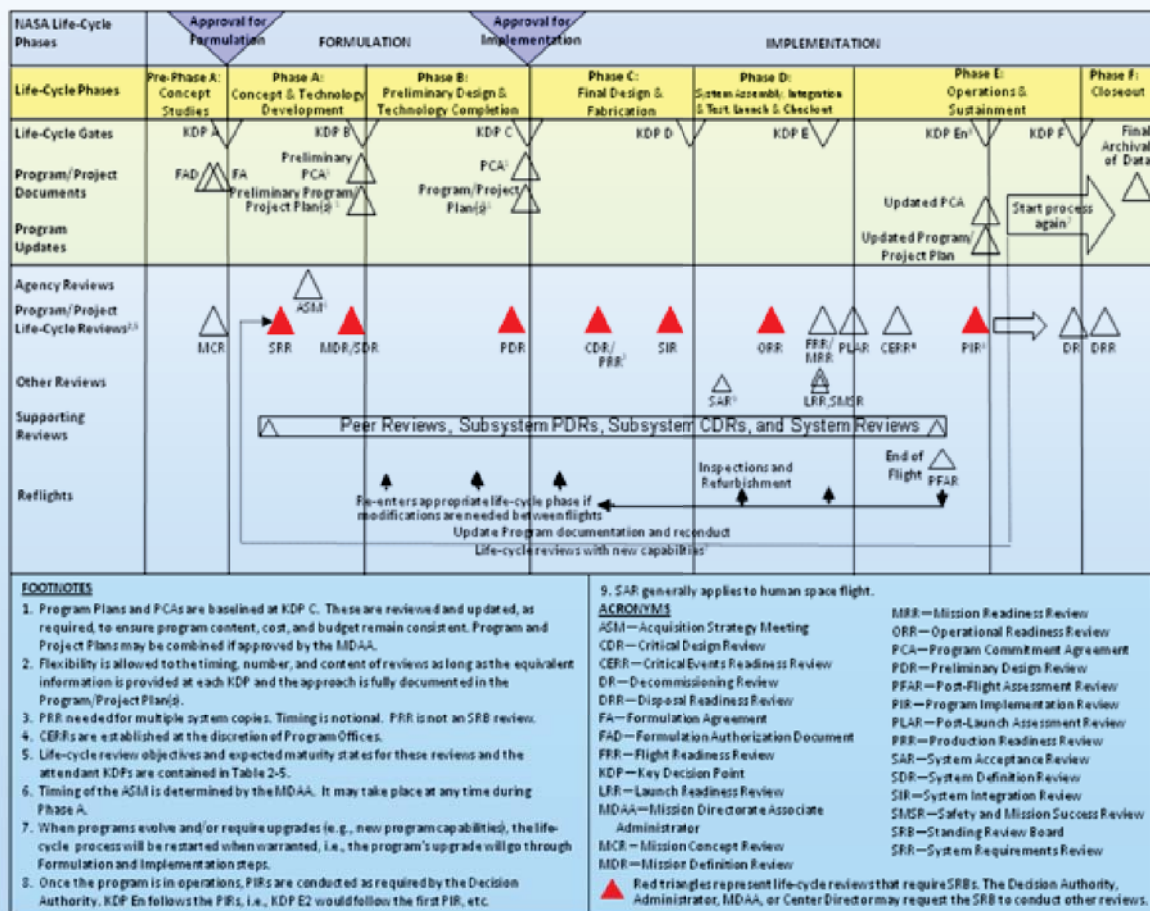 NASA Life-Cycle
Phases
Approval for
Formulation
FORMULATION
Approval for
Implementation
IMPLEMENTATION
Life-Cycle Phases
Pre-Phase A:
Concept
Studies
Phase A:
Concept & Technology
Development
Phase B:
Preliminary Design &
Technology Completion
Phase C:
Final Design &
Fabrication
Phase D:
System Assembly, Integration
& Test, Launch & Checkout
Phase E:
Operations &
Sustainment
Phase F:
Closeout
Life-Cycle Gates
KDP A
KDP B
KDP C
KDP D
KDP E
KDP En⁸
KDP F
Final
Archival
of Data
Program/Project
Documents
FAD
FA
Preliminary
PCA¹
Preliminary Program/
Project Plan(s)¹
PCA¹
Program/Project
Plan(s)¹
Program
Updates
Updated PCA
Updated Program/
Project Plan
Start process
again⁷
Agency Reviews
ASM⁶
Program/Project
Life-Cycle Reviews²,⁵
MCR
SRR
MDR/SDR
PDR
CDR/
PRR³
SIR
ORR
FRR/
MRR
PLAR
CERR⁴
PIR⁸
DR
DRR
Other Reviews
SAR⁹
LRR,SMSR
Supporting
Reviews
Peer Reviews, Subsystem PDRs, Subsystem CDRs, and System Reviews
Reflights
Re-enters appropriate life-cycle phase if
modifications are needed between flights
Inspections and
Refurbishment
End of
Flight
PFAR
Update Program documentation and reconduct
Life-cycle reviews with new capabilities⁷
FOOTNOTES
1. Program Plans and PCAs are baselined at KDP C. These are reviewed and updated, as
required, to ensure program content, cost, and budget remain consistent. Program and
Project Plans may be combined if approved by the MDAA.
2. Flexibility is allowed to the timing, number, and content of reviews as long as the equivalent
information is provided at each KDP and the approach is fully documented in the
Program/Project Plan(s).
3. PRR needed for multiple system copies. Timing is notional. PRR is not an SRB review.
4. CERRs are established at the discretion of Program Offices.
5. Life-cycle review objectives and expected maturity states for these reviews and the
attendant KDPs are contained in Table 2-5.
6. Timing of the ASM is determined by the MDAA. It may take place at any time during
Phase A.
7. When programs evolve and/or require upgrades (e.g., new program capabilities), the life-
cycle process will be restarted when warranted, i.e., the program's upgrade will go through
Formulation and Implementation steps.
8. Once the program is in operations, PIRs are conducted as required by the Decision
Authority. KDP En follows the PIRs, i.e., KDP E2 would follow the first PIR, etc.
9. SAR generally applies to human space flight.
ACRONYMS
ASM—Acquisition Strategy Meeting
CDR—Critical Design Review
CERR—Critical Events Readiness Review
DR—Decommissioning Review
DRR—Disposal Readiness Review
FA—Formulation Agreement
FAD—Formulation Authorization Document
FRR—Flight Readiness Review
KDP—Key Decision Point
LRR—Launch Readiness Review
MDAA—Mission Directorate Associate
Administrator
MCR—Mission Concept Review
MDR—Mission Definition Review
MRR—Mission Readiness Review
ORR—Operational Readiness Review
PCA—Program Commitment Agreement
PDR—Preliminary Design Review
PFAR—Post-Flight Assessment Review
PIR—Program Implementation Review
PLAR—Post-Launch Assessment Review
PRR—Production Readiness Review
SAR—System Acceptance Review
SDR—System Definition Review
SIR—System Integration Review
SMSR—Safety and Mission Success Review
SRB—Standing Review Board
SRR—System Requirements Review
Red triangles represent life-cycle reviews that require SRBs. The Decision Authority,
Administrator, MDAA, or Center Director may request the SRB to conduct other reviews.